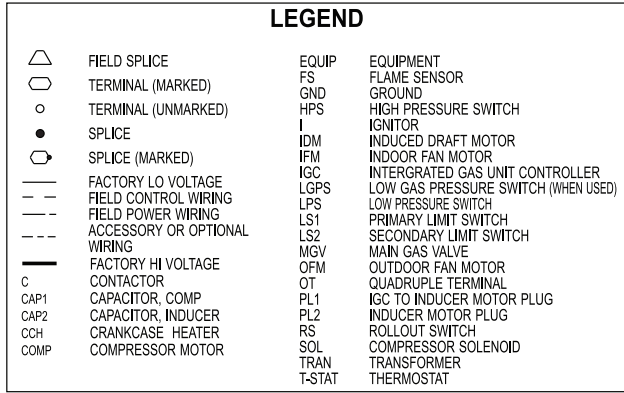 LEGEND
FIELD SPLICE
TERMINAL (MARKED)
TERMINAL (UNMARKED)
SPLICE
SPLICE (MARKED)
FACTORY LO VOLTAGE
FIELD CONTROL WIRING
FIELD POWER WIRING
ACCESSORY OR OPTIONAL
WIRING
FACTORY HI VOLTAGE
C CONTACTOR
CAP1 CAPACITOR, COMP
CAP2 CAPACITOR, INDUCER
CCH CRANKCASE HEATER
COMP COMPRESSOR MOTOR
EQUIP EQUIPMENT
FS FLAME SENSOR
GND GROUND
HPS HIGH PRESSURE SWITCH
I IGNITOR
IDM INDUCED DRAFT MOTOR
IFM INDOOR FAN MOTOR
IGC INTERGRATED GAS UNIT CONTROLLER
LGPS LOW GAS PRESSURE SWITCH (WHEN USED)
LPS LOW PRESSURE SWITCH
LS1 PRIMARY LIMIT SWITCH
LS2 SECONDARY LIMIT SWITCH
MGV MAIN GAS VALVE
OFM OUTDOOR FAN MOTOR
OT QUADRUPLE TERMINAL
PL1 IGC TO INDUCER MOTOR PLUG
PL2 INDUCER MOTOR PLUG
RS ROLLOUT SWITCH
SOL COMPRESSOR SOLENOID
TRAN TRANSFORMER
T-STAT THERMOSTAT